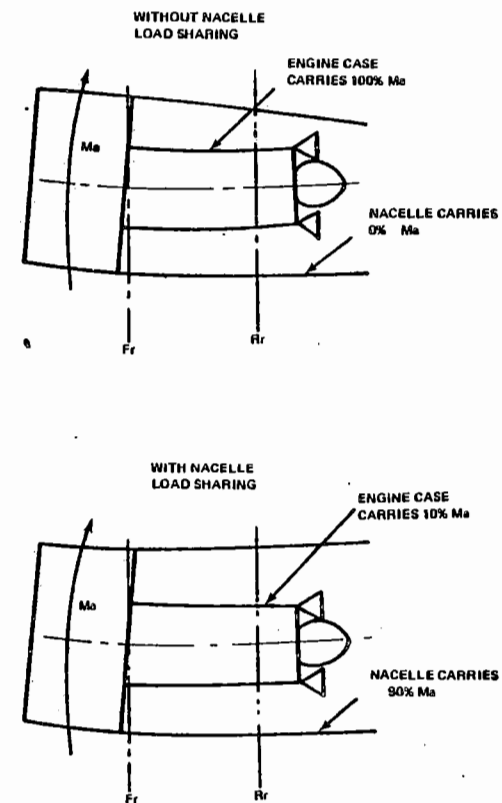 WITHOUT NACELLE
LOAD SHARING
ENGINE CASE
CARRIES 100% Ma
Ma
NACELLE CARRIES
0% Ma
Fr
Rr
WITH NACELLE
LOAD SHARING
ENGINE CASE
CARRIES 10% Ma
Ma
NACELLE CARRIES
90% Ma
Fr
Rr